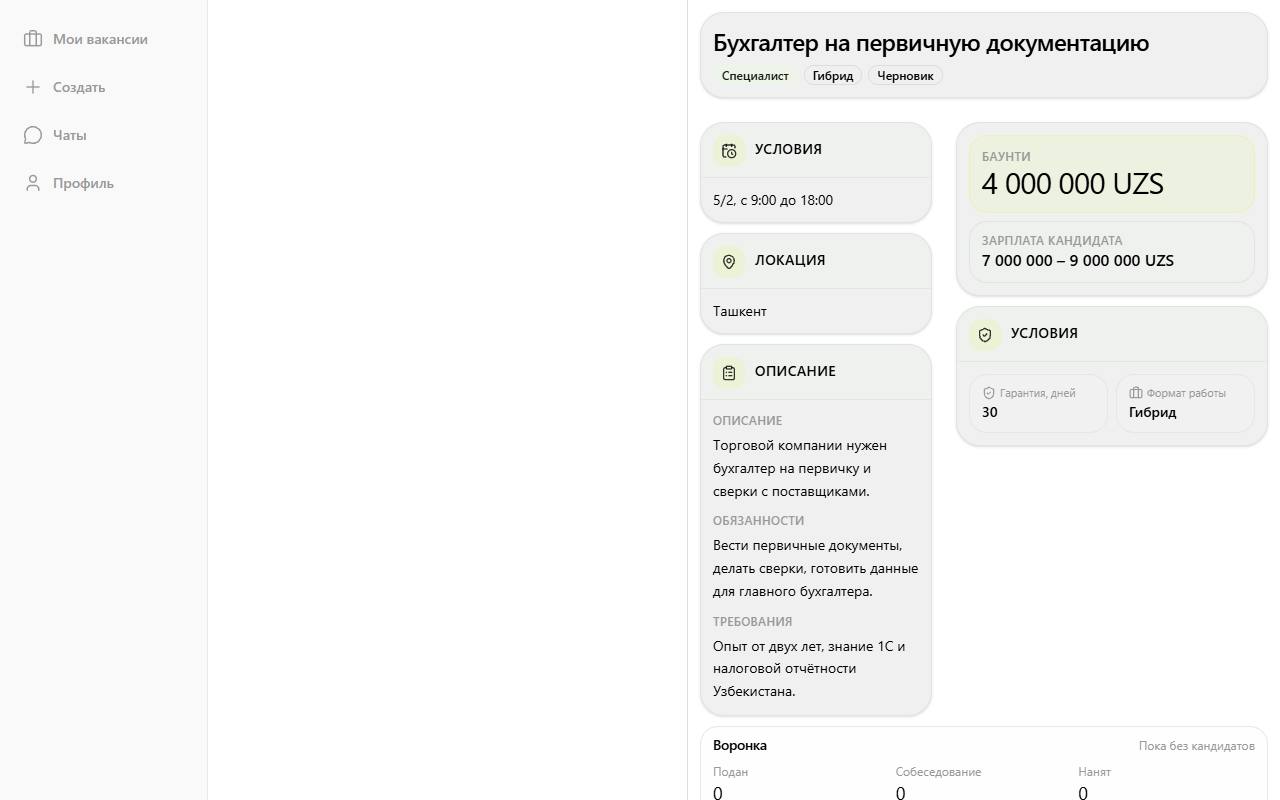 Мои вакансии
Создать
Чаты
Профиль
Бухгалтер на первичную документацию
Специалист
Гибрид
Черновик
УСЛОВИЯ
5/2, с 9:00 до 18:00
ЛОКАЦИЯ
Ташкент
ОПИСАНИЕ
ОПИСАНИЕ
Торговой компании нужен
бухгалтер на первичку и
сверки с поставщиками.
ОБЯЗАННОСТИ
Вести первичные документы,
делать сверки, готовить данные
для главного бухгалтера.
ТРЕБОВАНИЯ
Опыт от двух лет, знание 1С и
налоговой отчётности
Узбекистана.
БАУНТИ
4 000 000 UZS
ЗАРПЛАТА КАНДИДАТА
7 000 000 – 9 000 000 UZS
УСЛОВИЯ
Гарантия, дней
30
Формат работы
Гибрид
Воронка
Пока без кандидатов
Подан
0
Собеседование
0
Нанят
0